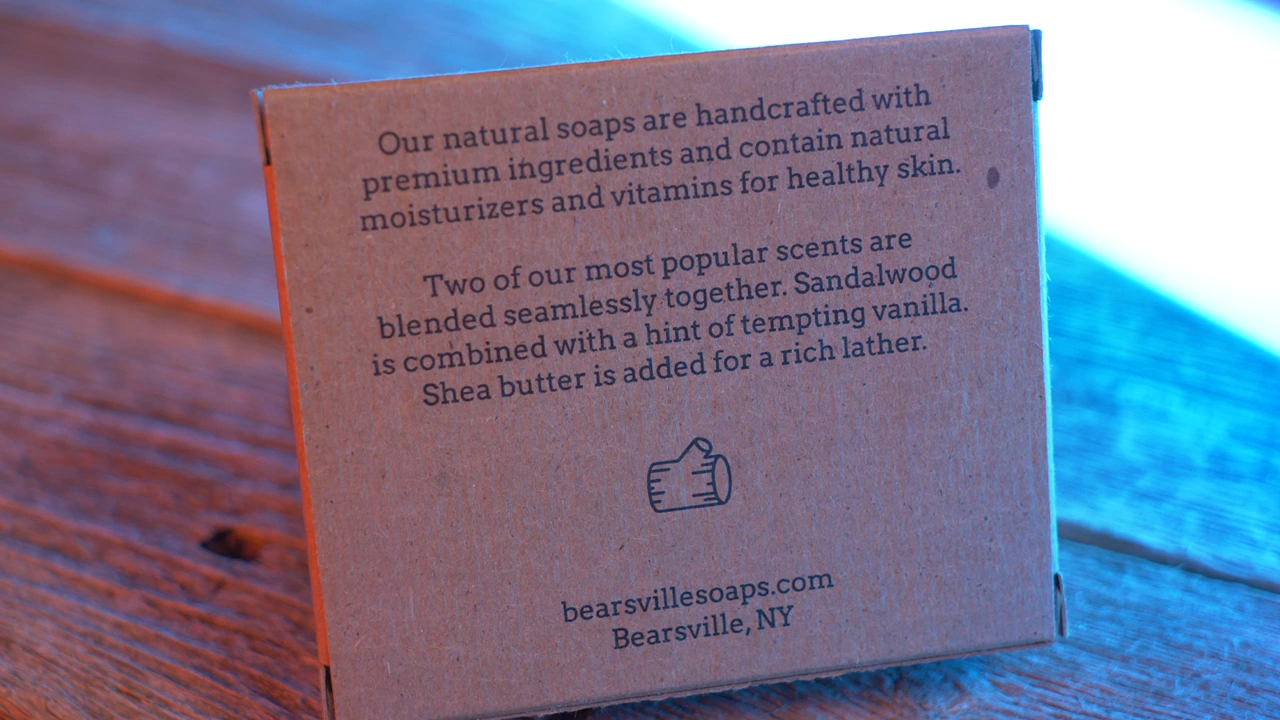 Our natural soaps are handcrafted with
premium ingredients and contain natural
moisturizers and vitamins for healthy skin.
Two of our most popular scents are
blended seamlessly together. Sandalwood
is combined with a hint of tempting vanilla.
Shea butter is added for a rich lather.
bearsvillesoaps.com
Bearsville, NY